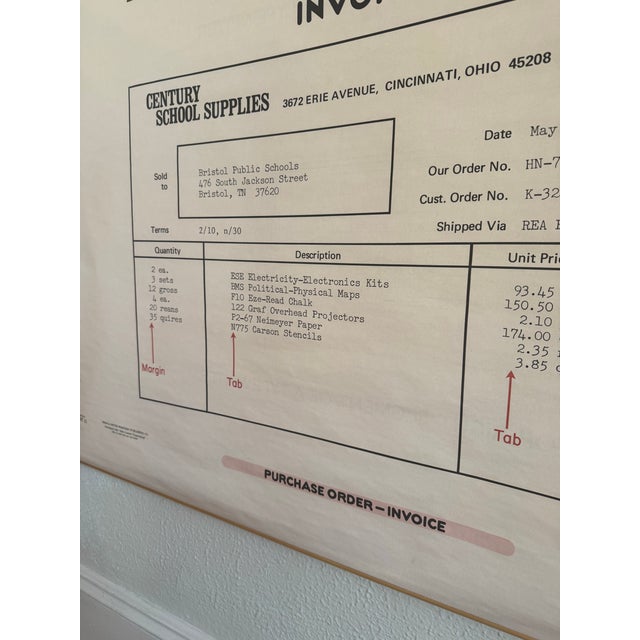 INVOI
CENTURY
SCHOOL SUPPLIES 3672 ERIE AVENUE, CINCINNATI, OHIO 45208
Date May
Sold to Bristol Public Schools
476 South Jackson Street
Bristol, TN 37620
Our Order No. HN-7
Cust. Order No. K-32
Terms 2/10, n/30 Shipped Via REA
Quantity Description Unit Pri
2 ea. ESE Electricity-Electronics Kits 93.45
3 sets BMS Political-Physical Maps 150.50
12 gross F10 Eze-Read Chalk 2.10
4 ea. 122 Graf Overhead Projectors 174.00
20 reams P2-67 Neimeyer Paper 2.35
35 quires N775 Carson Stencils 3.85
Margin Tab Tab
PURCHASE ORDER — INVOICE